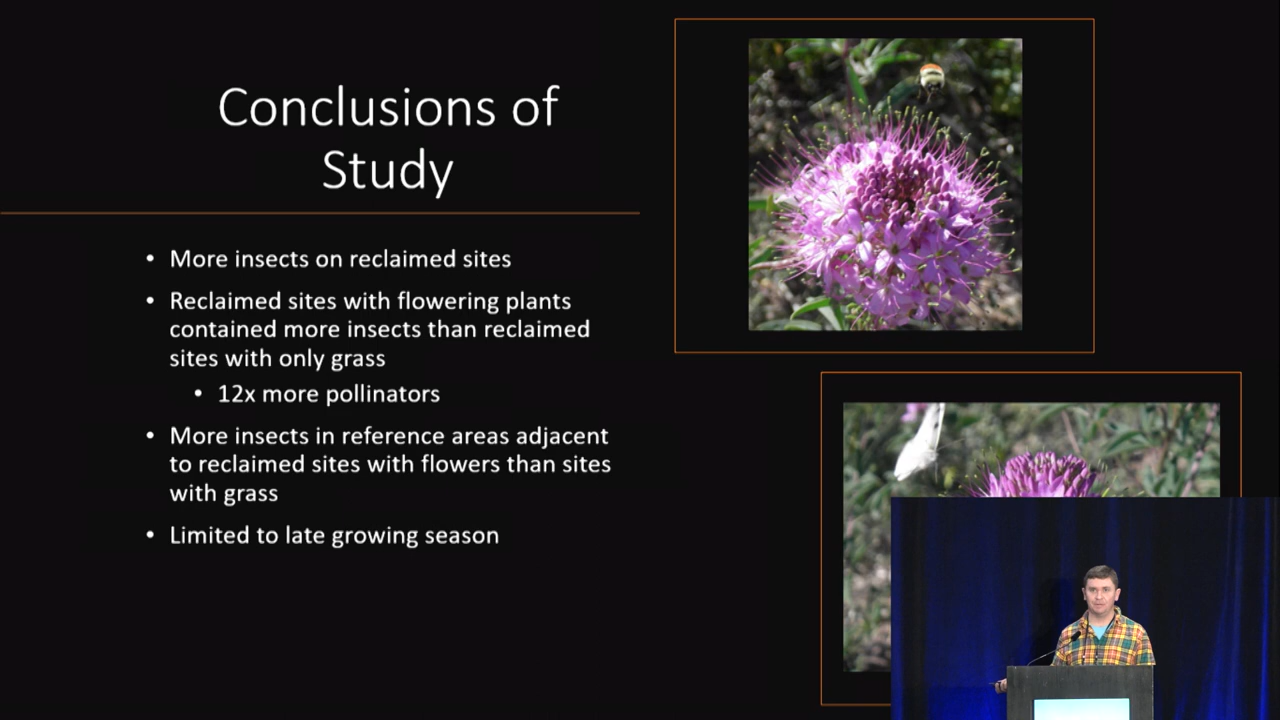 Conclusions of
Study
• More insects on reclaimed sites
• Reclaimed sites with flowering plants
contained more insects than reclaimed
sites with only grass
• 12x more pollinators
• More insects in reference areas adjacent
to reclaimed sites with flowers than sites
with grass
• Limited to late growing season